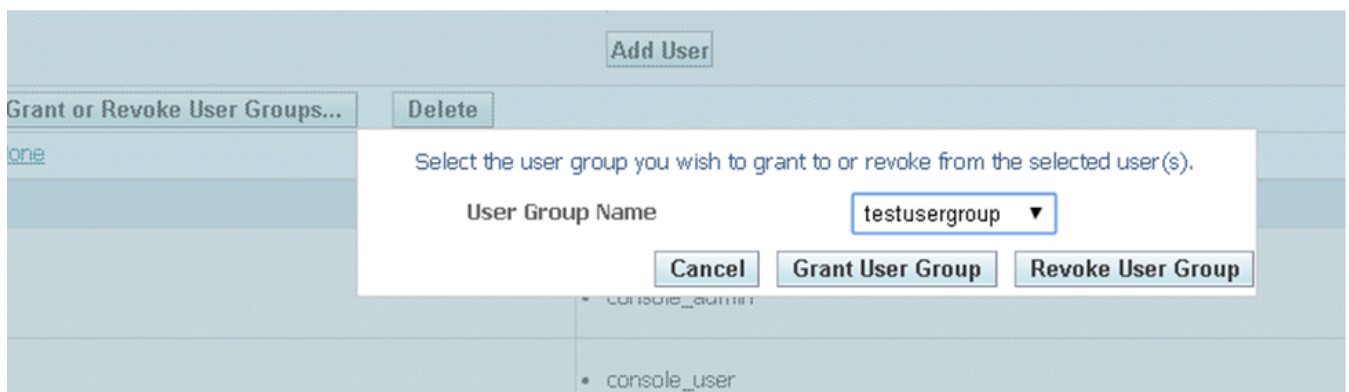 Add User
Grant or Revoke User Groups... Delete
Select the user group you wish to grant to or revoke from the selected user(s).
User Group Name testusergroup
Cancel Grant User Group Revoke User Group
console_admin
• console_user